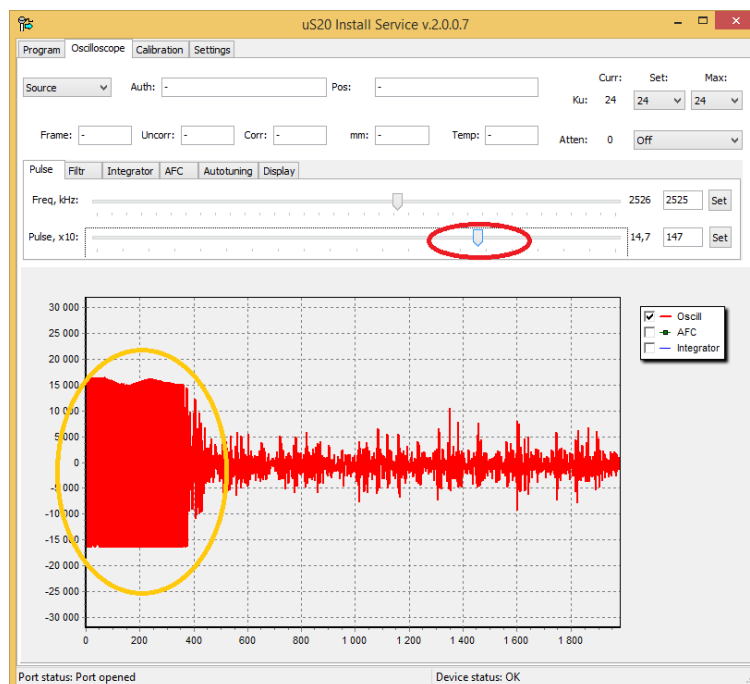 uS20 Install Service v.2.0.0.7
Program Oscilloscope Calibration Settings
Curr: Set: Max:
Source Auth: - Pos: - Ku: 24 24 24
Frame: - Uncorr: - Corr: - mm: - Temp: - Atten: 0 Off
Pulse Filtr Integrator AFC Autotuning Display
Freq, kHz: 2526 2525 Set
Pulse, x10: 14,7 147 Set
30 000
25 000
20 000
15 000
10 000
5 000
0
-5 000
-10 000
-15 000
-20 000
-25 000
-30 000
0 200 400 600 800 1 000 1 200 1 400 1 600 1 800
Oscill
AFC
Integrator
Port status: Port opened Device status: OK